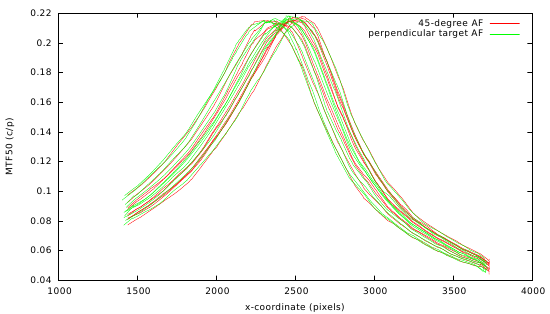 0.22
0.2
0.18
0.16
0.14
0.12
0.1
0.08
0.06
0.04
MTF50 (c/p)
45-degree AF
perpendicular target AF
1000 1500 2000 2500 3000 3500 4000
x-coordinate (pixels)